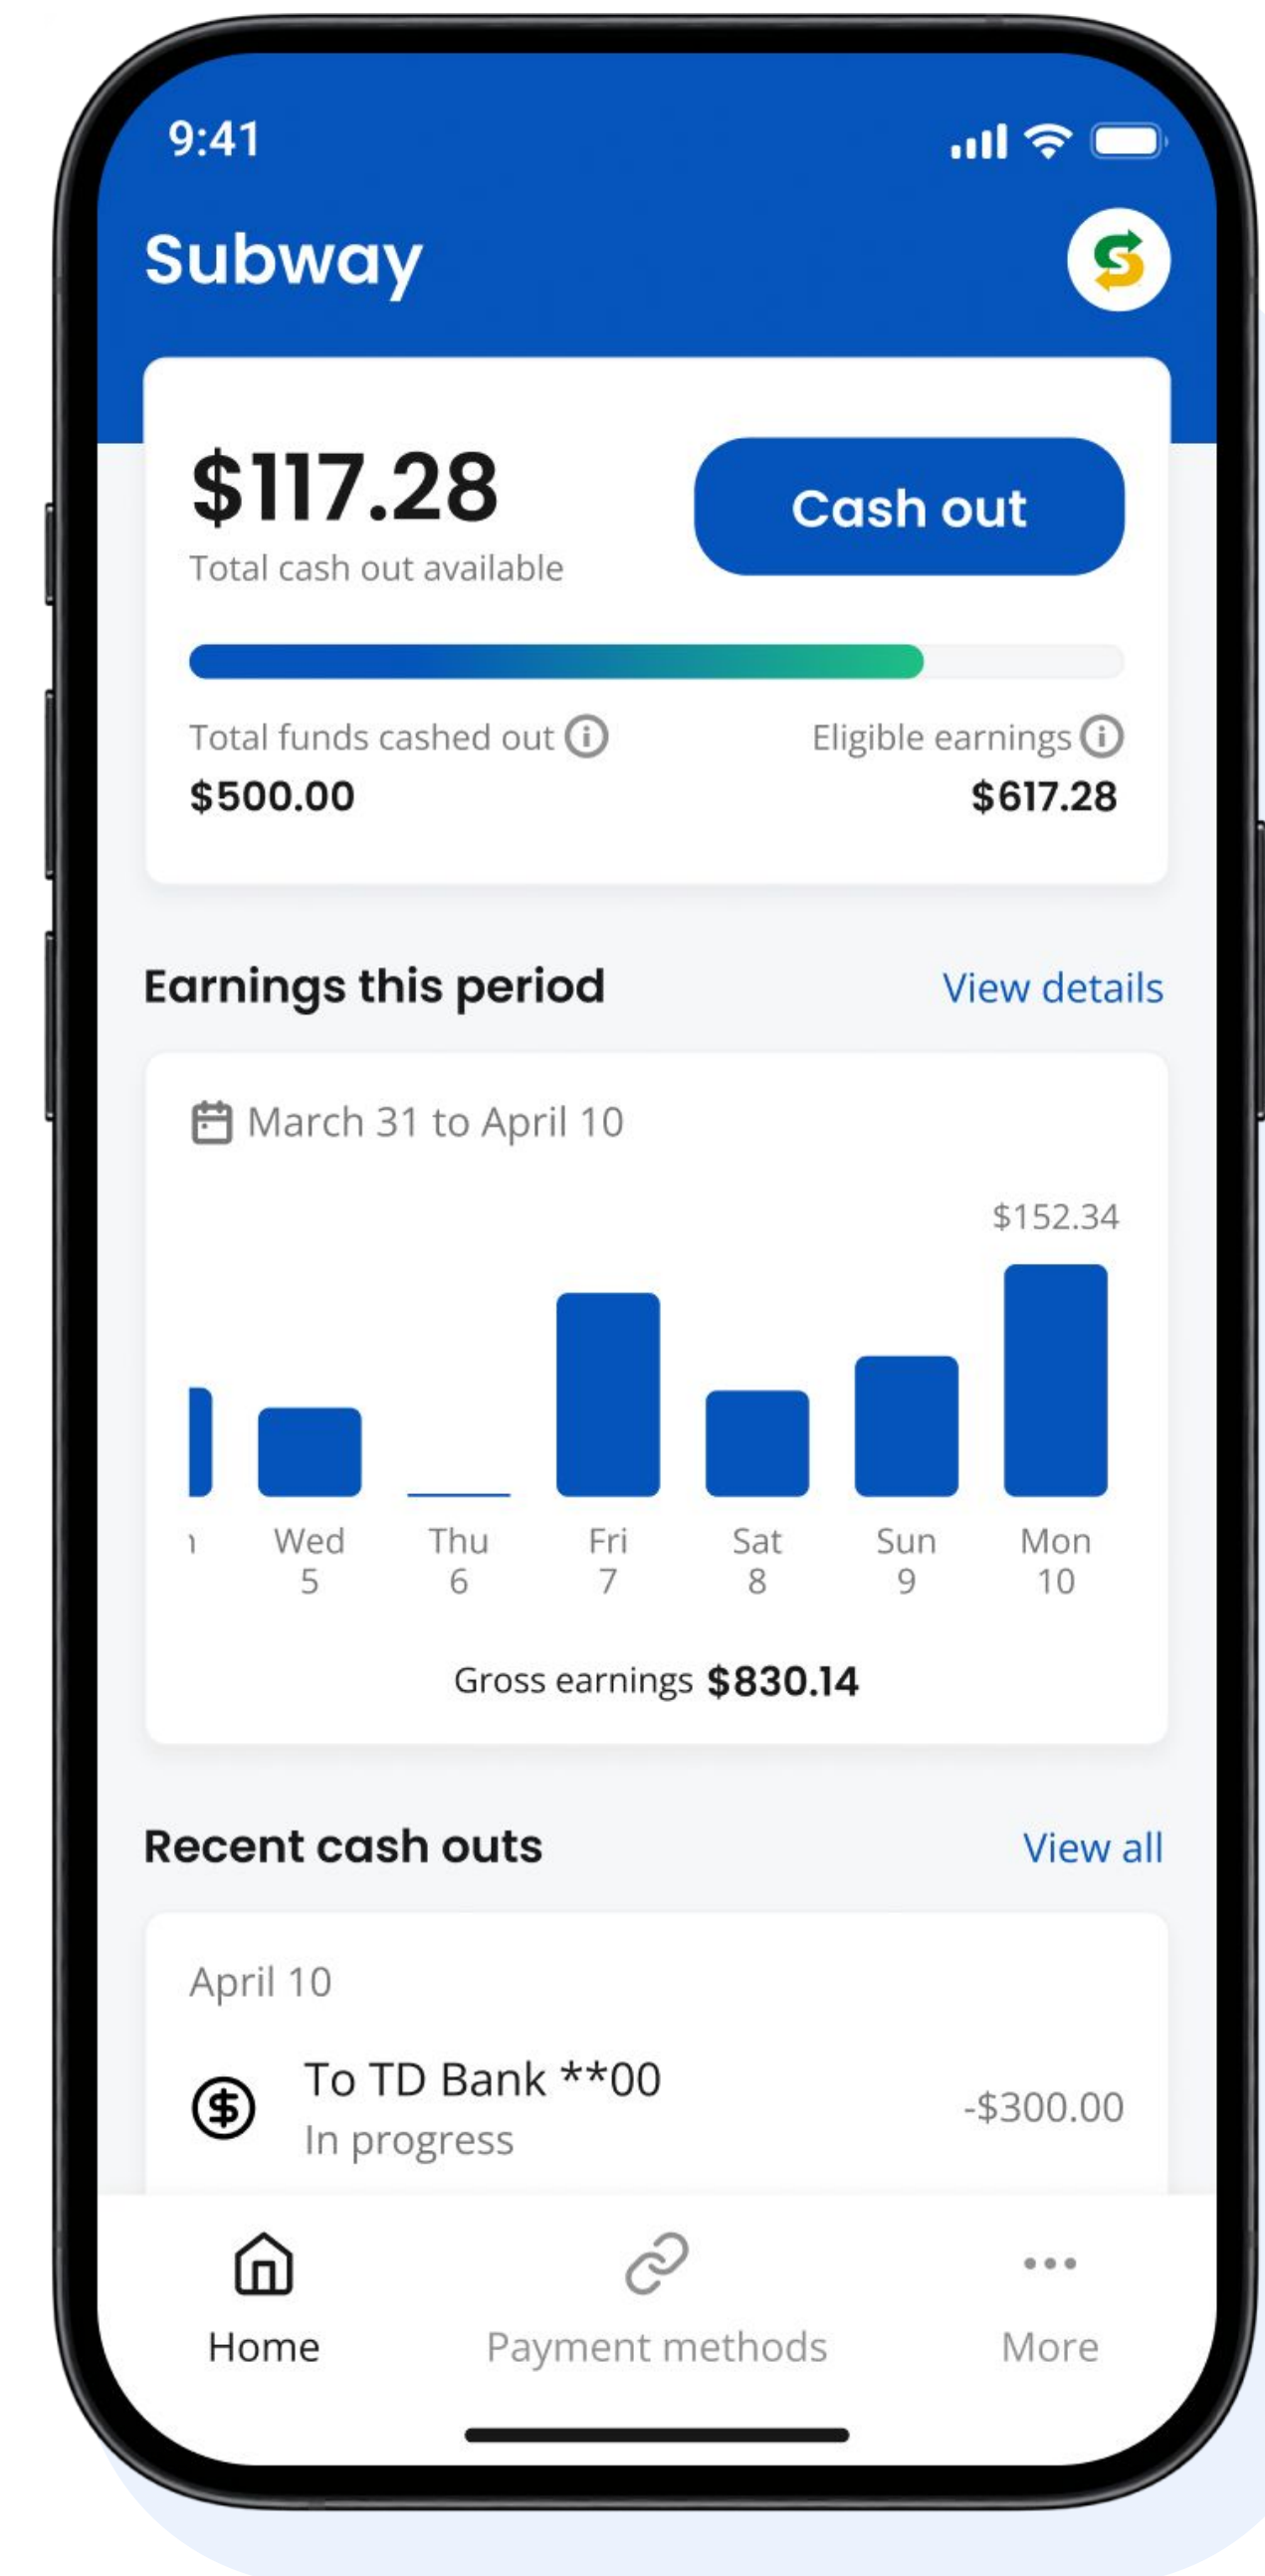 9:41
Subway
$117.28
Cash out
Total cash out available
Total funds cashed out
Eligible earnings
$500.00
$617.28
Earnings this period
View details
March 31 to April 10
$152.34
Wed Thu Fri Sat Sun Mon
5 6 7 8 9 10
Gross earnings $830.14
Recent cash outs
View all
April 10
To TD Bank **00
In progress
-$300.00
Home
Payment methods
More